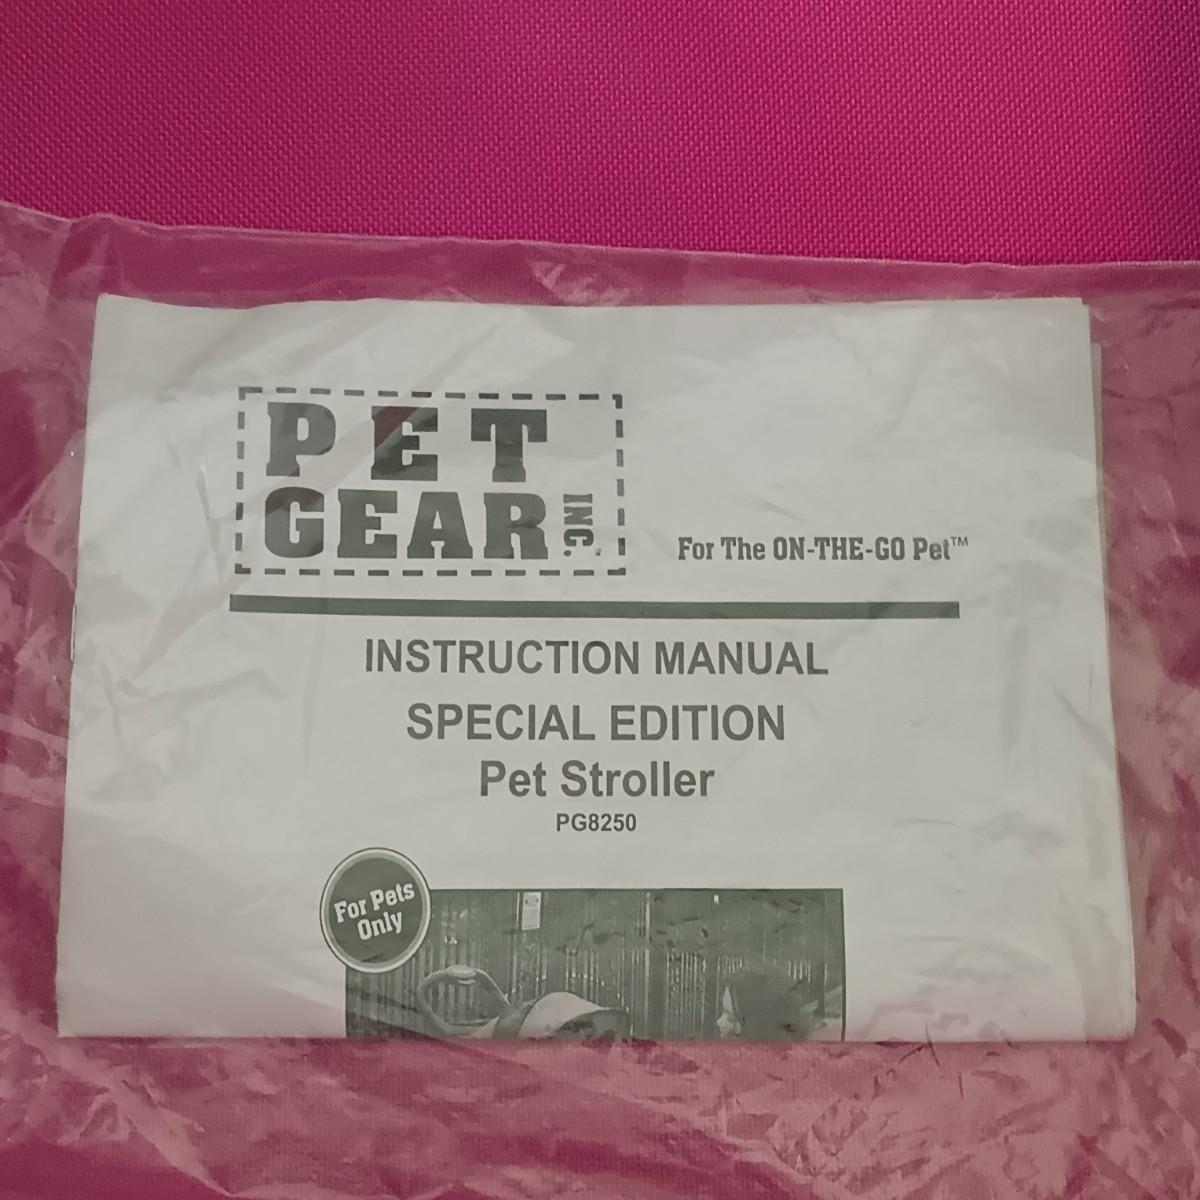 PET
GEAR INC.
For The ON-THE-GO Pet™
INSTRUCTION MANUAL
SPECIAL EDITION
Pet Stroller
PG8250
For Pets
Only